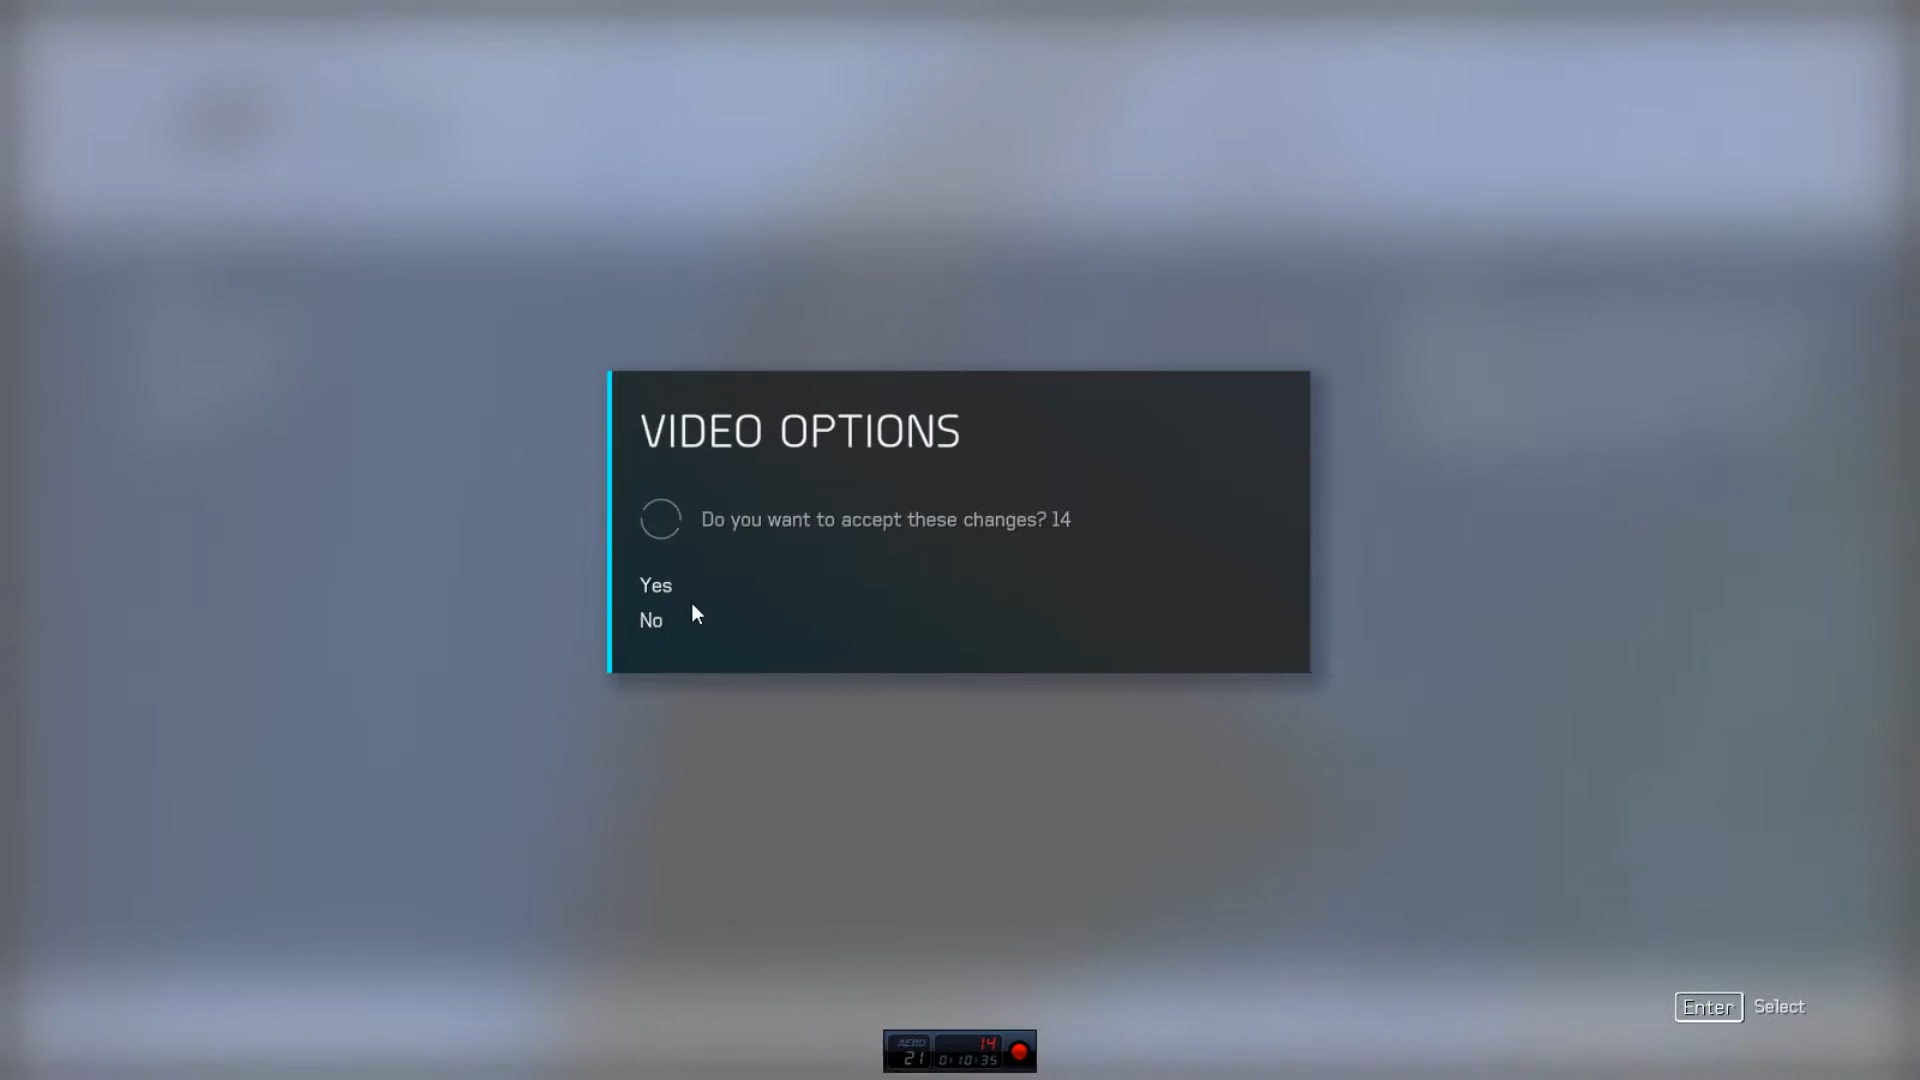 VIDEO OPTIONS
Do you want to accept these changes? 14
Yes
No
Enter Select
AERO 14
21 0:10:35